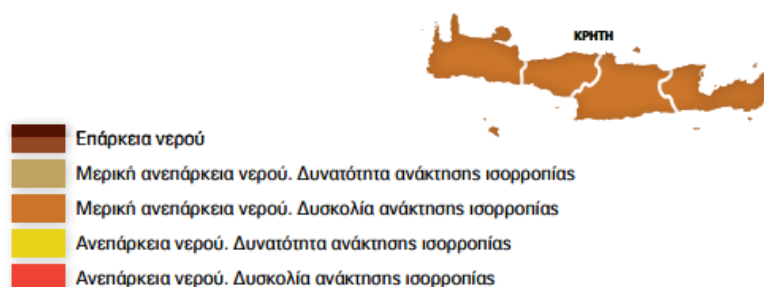 ΚΡΗΤΗ
Επάρκεια νερού
Μερική ανεπάρκεια νερού. Δυνατότητα ανάκτησης ισορροπίας
Μερική ανεπάρκεια νερού. Δυσκολία ανάκτησης ισορροπίας
Ανεπάρκεια νερού. Δυνατότητα ανάκτησης ισορροπίας
Ανεπάρκεια νερού. Δυσκολία ανάκτησης ισορροπίας